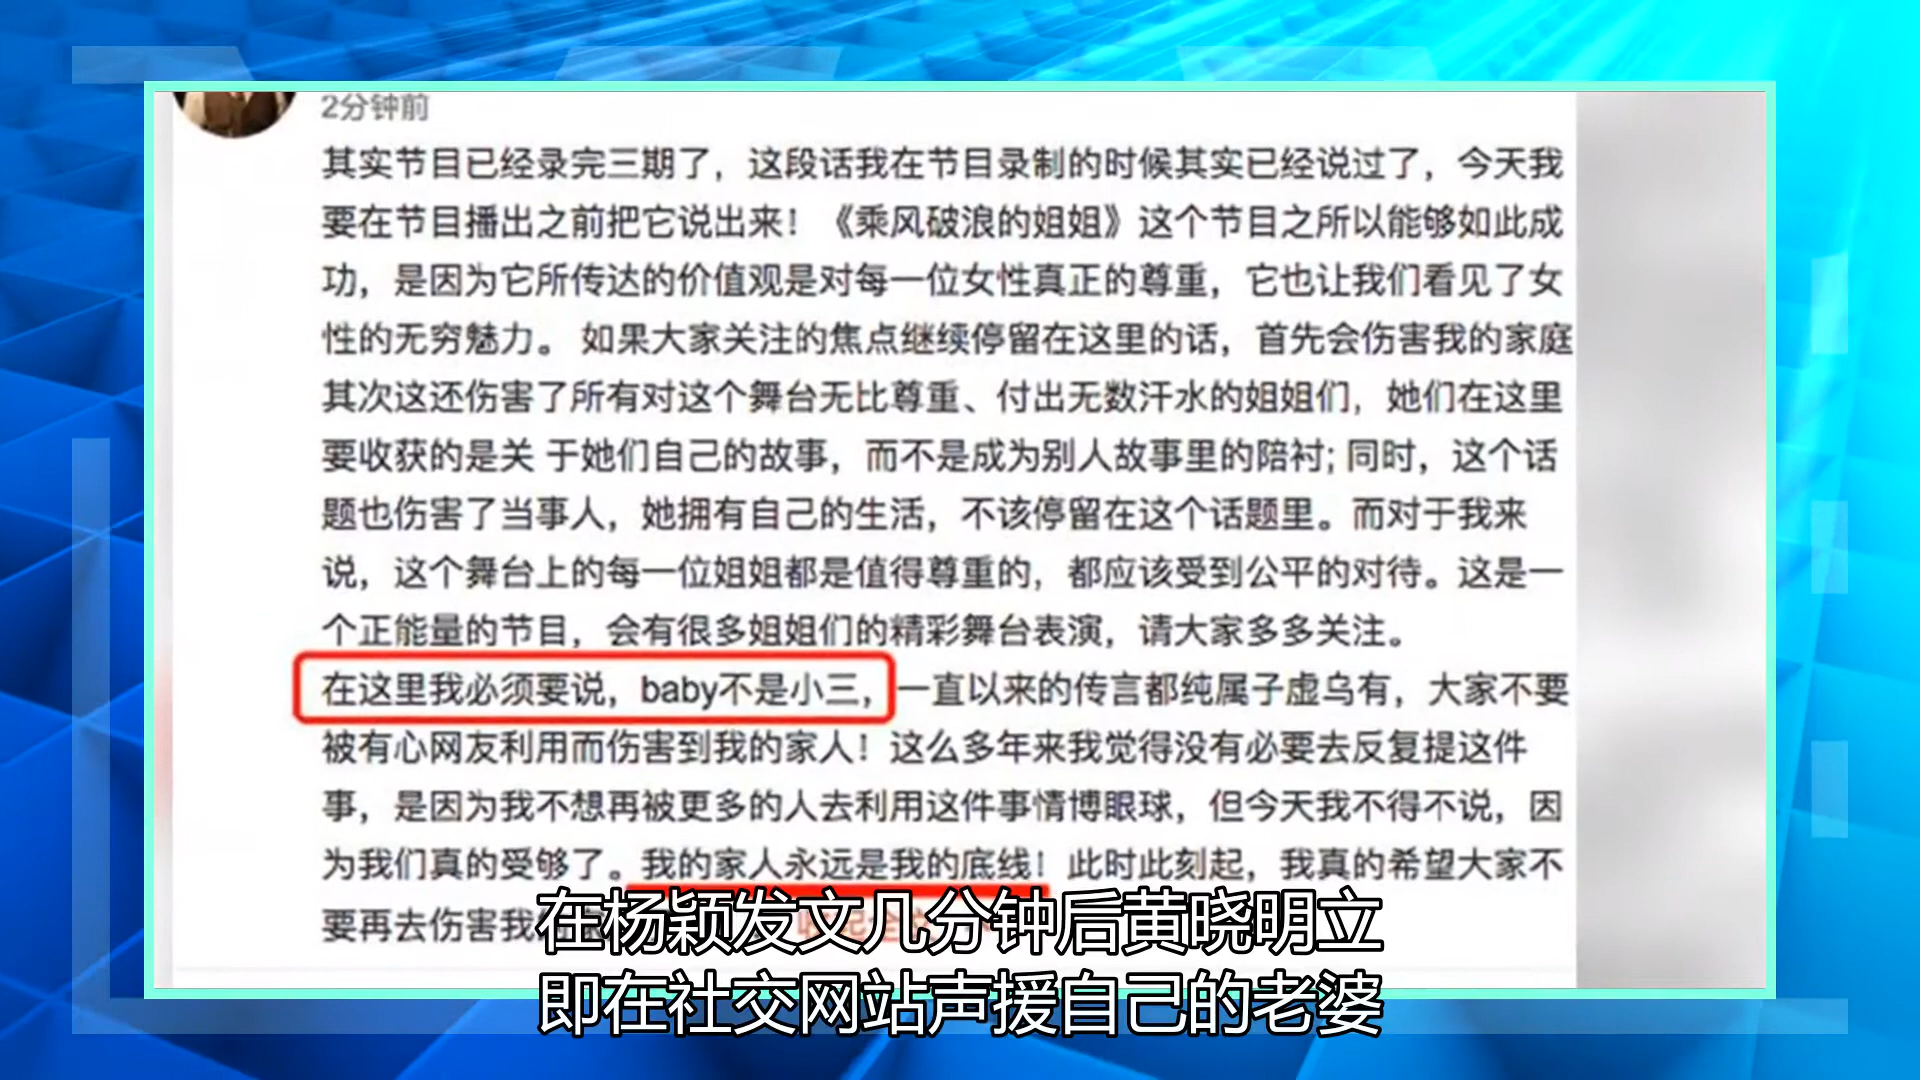 2分钟前
其实节目已经录完三期了，这段话我在节目录制的时候其实已经说过了，今天我
要在节目播出之前把它说出来！《乘风破浪的姐姐》这个节目之所以能够如此成
功，是因为它所传达的价值观是对每一位女性真正的尊重，它也让我们看见了女
性的无穷魅力。 如果大家关注的焦点继续停留在这里的话，首先会伤害我的家庭
其次这还伤害了所有对这个舞台无比尊重、付出无数汗水的姐姐们，她们在这里
要收获的是关 于她们自己的故事，而不是成为别人故事里的陪衬; 同时，这个话
题也伤害了当事人，她拥有自己的生活，不该停留在这个话题里。而对于我来
说，这个舞台上的每一位姐姐都是值得尊重的，都应该受到公平的对待。这是一
个正能量的节目，会有很多姐姐们的精彩舞台表演，请大家多多关注。
在这里我必须要说，baby不是小三，一直以来的传言都纯属子虚乌有，大家不要
被有心网友利用而伤害到我的家人！这么多年来我觉得没有必要去反复提这件
事，是因为我不想再被更多的人去利用这件事情博眼球，但今天我不得不说，因
为我们真的受够了。我的家人永远是我的底线！此时此刻起，我真的希望大家不
要再去伤害我
在杨颖发文几分钟后黄晓明立
即在社交网站声援自己的老婆